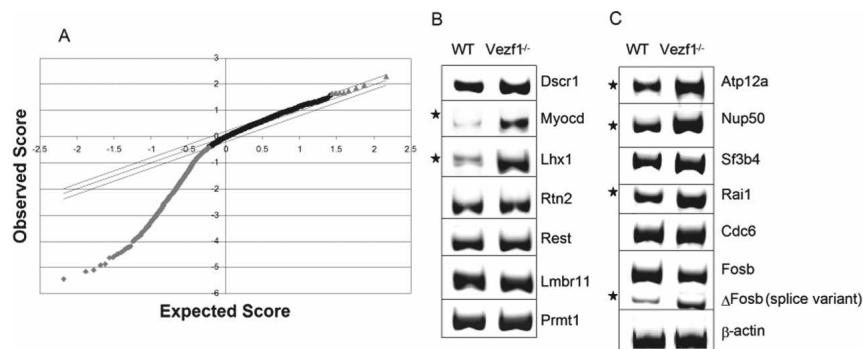 A
3
2
1
0
-2.5
-2
-1.5
-1
-0.5
0
0.5
1
1.5
2
2.5
-1
-2
-3
-4
-5
-6
Observed Score
Expected Score
B
WT Vezf1-/-
Dscr1
Myocd
Lhx1
Rtn2
Rest
Lmbr11
Prmt1
C
WT Vezf1-/-
Atp12a
Nup50
Sf3b4
Rai1
Cdc6
Fosb
ΔFosb (splice variant)
β-actin